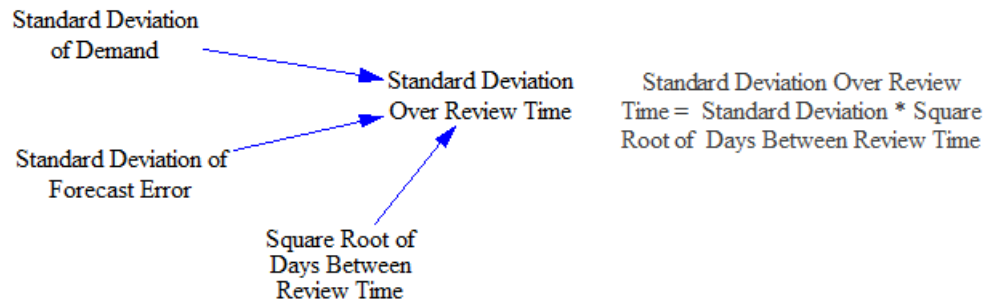 Standard Deviation
of Demand
Standard Deviation
Over Review Time
Standard Deviation Over Review
Time = Standard Deviation * Square
Root of Days Between Review Time
Standard Deviation of
Forecast Error
Square Root of
Days Between
Review Time